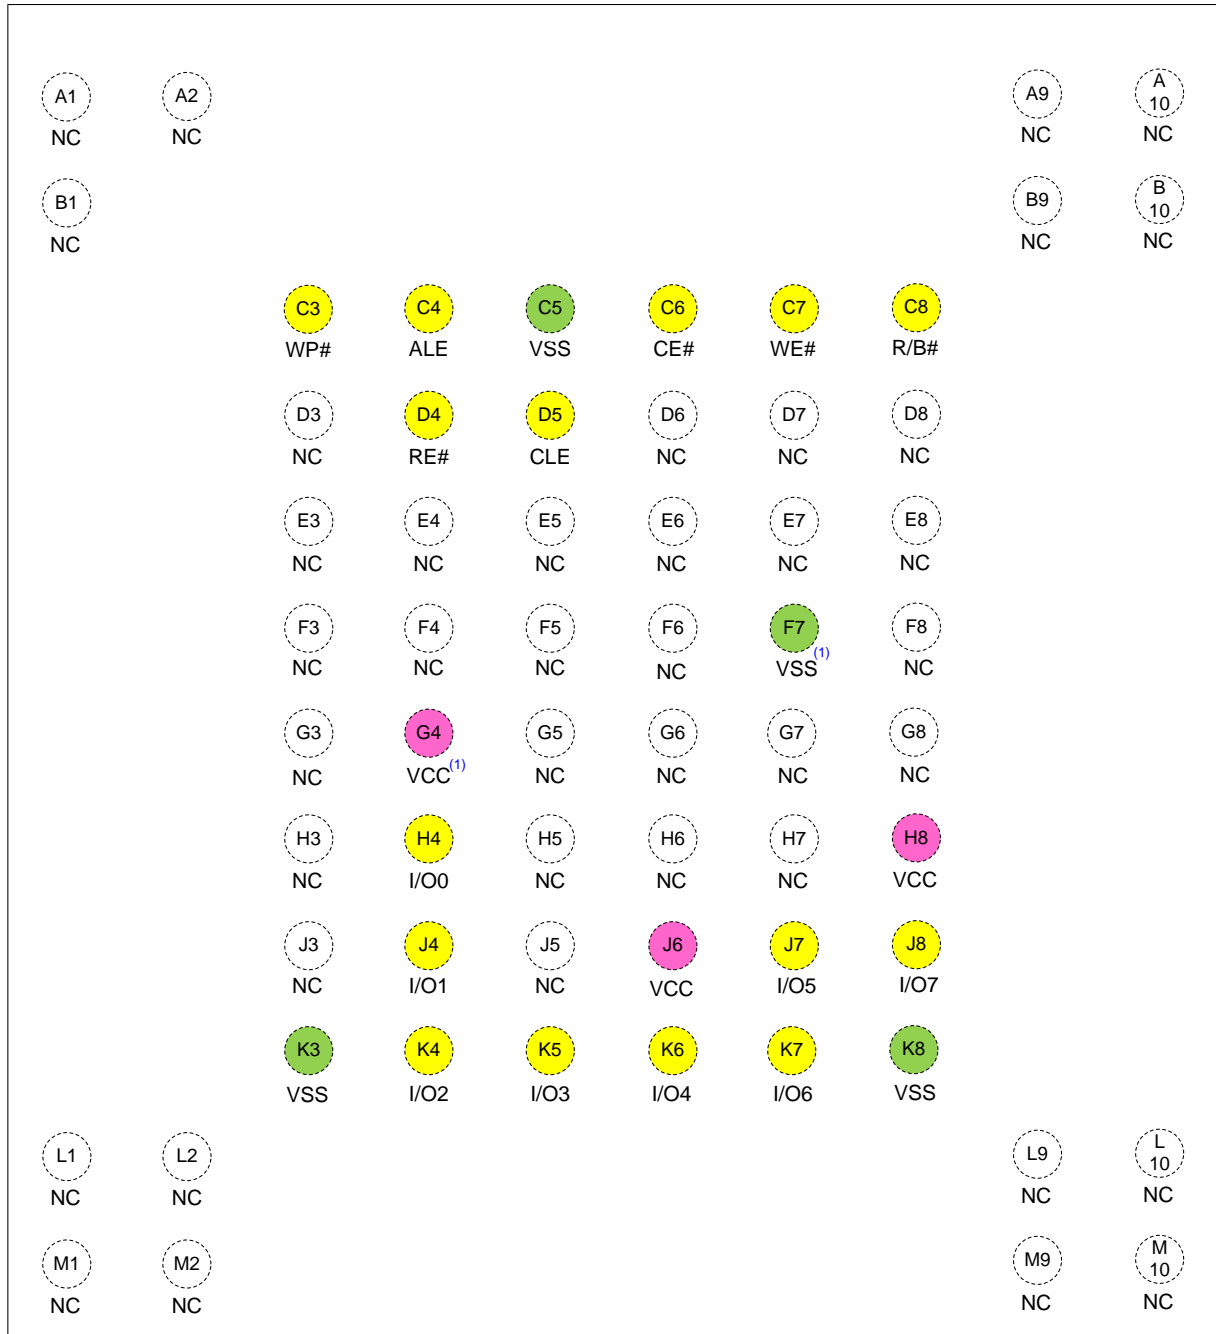 A1 A2 A9 A 10
NC NC NC NC
B1 B9 B 10
NC NC NC
C3 C4 C5 C6 C7 C8
WP# ALE VSS CE# WE# R/B#
D3 D4 D5 D6 D7 D8
NC RE# CLE NC NC NC
E3 E4 E5 E6 E7 E8
NC NC NC NC NC NC
F3 F4 F5 F6 F7 F8
NC NC NC NC VSS(1) NC
G3 G4 G5 G6 G7 G8
NC VCC(1) NC NC NC NC
H3 H4 H5 H6 H7 H8
NC I/O0 NC NC NC VCC
J3 J4 J5 J6 J7 J8
NC I/O1 NC VCC I/O5 I/O7
K3 K4 K5 K6 K7 K8
VSS I/O2 I/O3 I/O4 I/O6 VSS
L1 L2 L9 L 10
NC NC NC NC
M1 M2 M9 M 10
NC NC NC NC